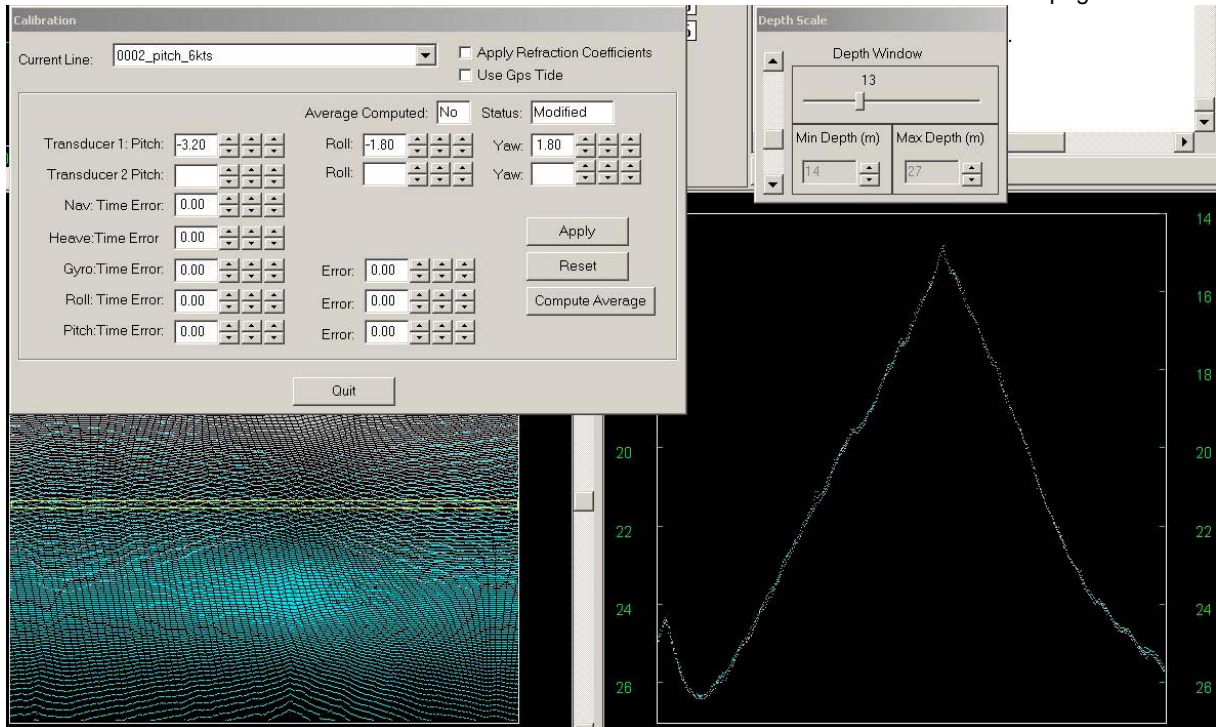 pag
Calibration
Current Line: 0002_pitch_6kts
Apply Refraction Coefficients
Use Gps Tide
Average Computed: No Status: Modified
Transducer 1: Pitch: -3.20 Roll: -1.80 Yaw: 1.80
Transducer 2 Pitch: Roll: Yaw:
Nav: Time Error: 0.00
Heave:Time Error 0.00
Gyro:Time Error: 0.00 Error: 0.00
Roll: Time Error: 0.00 Error: 0.00
Pitch:Time Error: 0.00 Error: 0.00
Apply
Reset
Compute Average
Quit
Depth Scale
Depth Window
13
Min Depth (m) Max Depth (m)
14 27
14
16
18
20 20
22 22
24 24
26 26